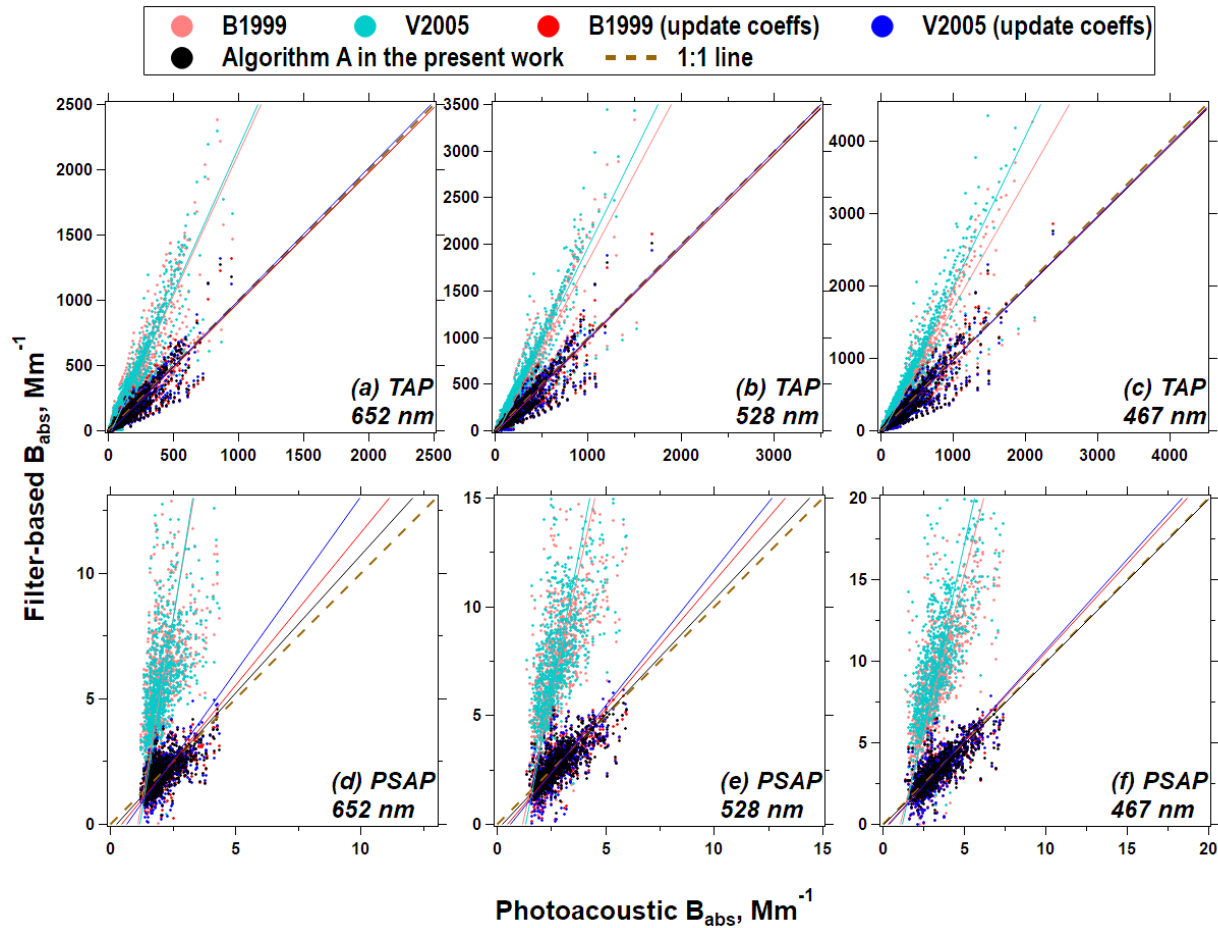 B1999 V2005 B1999 (update coeffs) V2005 (update coeffs)
Algorithm A in the present work 1:1 line
Filter-based B_abs, Mm⁻¹
2500
2000
1500
1000
500
0
0 500 1000 1500 2000 2500
(a) TAP
652 nm
3500
3000
2500
2000
1500
1000
500
0
0 1000 2000 3000
(b) TAP
528 nm
4000
3000
2000
1000
0
0 1000 2000 3000 4000
(c) TAP
467 nm
10
5
0
0 5 10
(d) PSAP
652 nm
15
10
5
0
0 5 10 15
(e) PSAP
528 nm
20
15
10
5
0
0 5 10 15 20
(f) PSAP
467 nm
Photoacoustic B_abs, Mm⁻¹